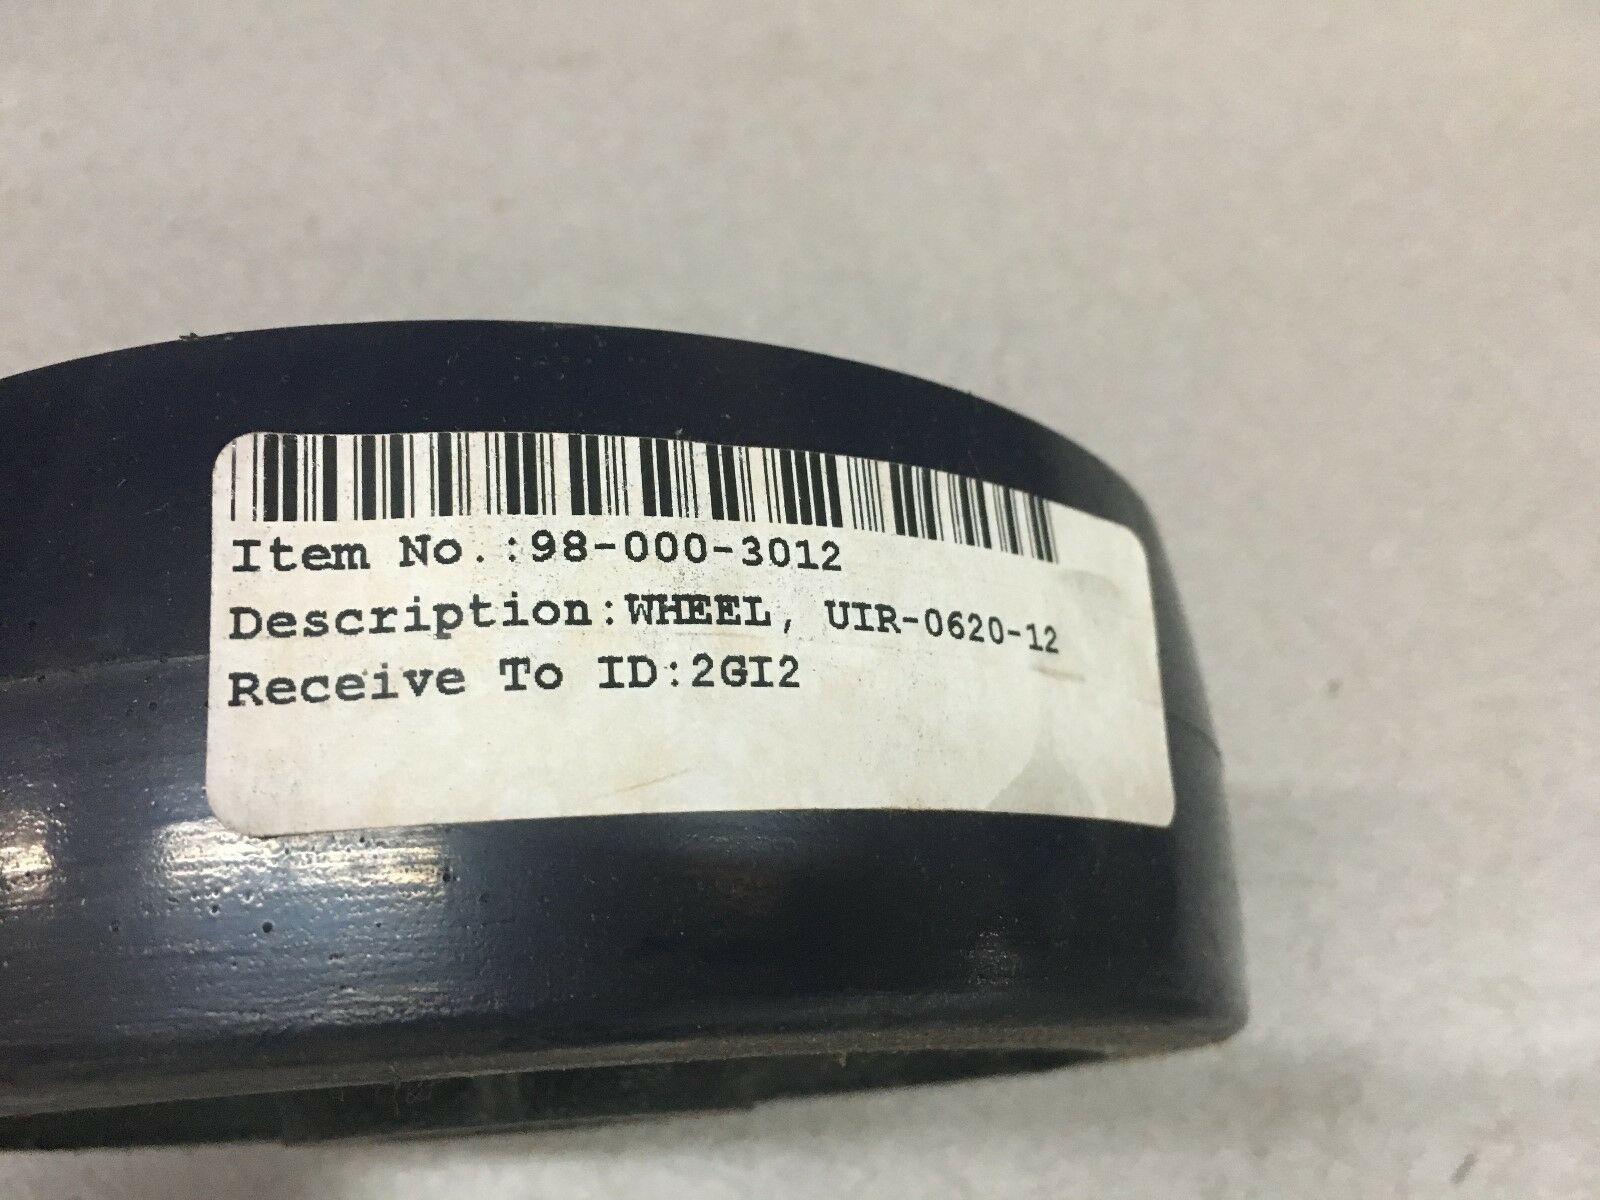 Item No.:98-000-3012
Description:WHEEL, UIR-0620-12
Receive To ID:2GI2